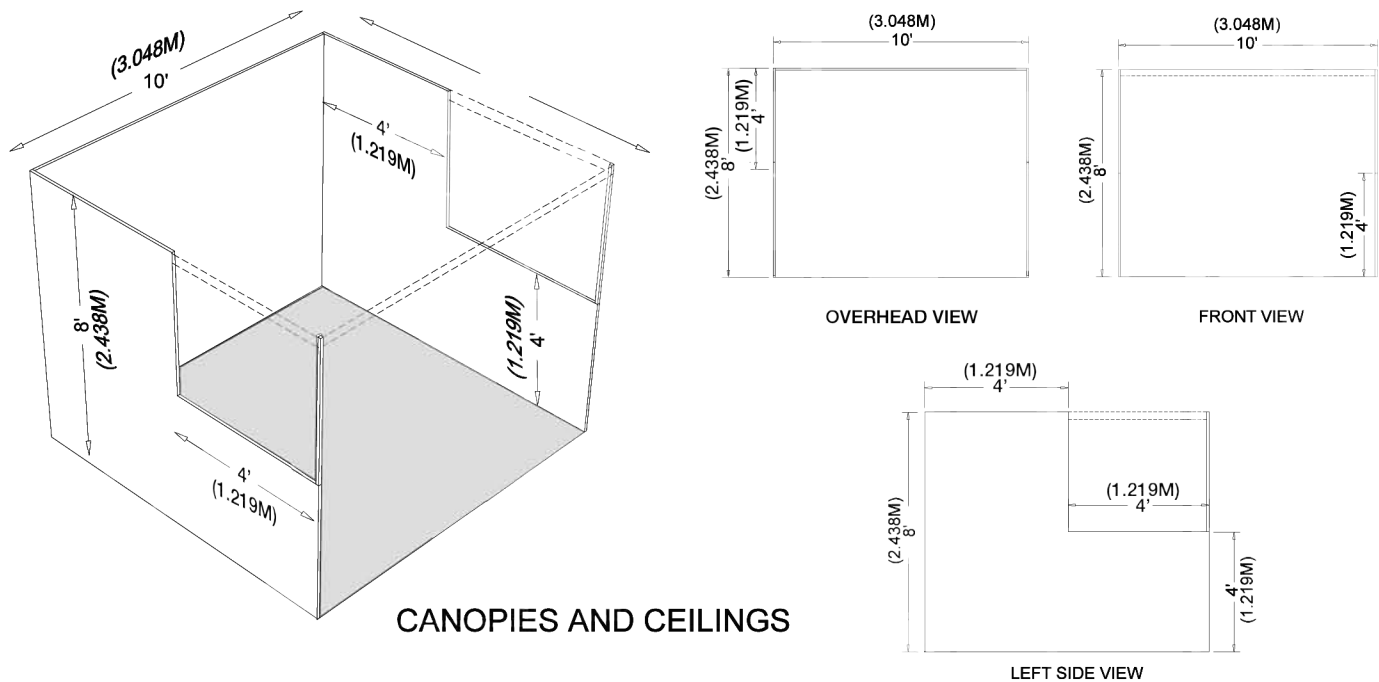 (3.048M)
10'
4'
(1.219M)
8'
(2.438M)
(1.219M)
4'
4'
(1.219M)
CANOPIES AND CEILINGS
(3.048M)
10'
(2.438M)
8'
(1.219M)
4'
OVERHEAD VIEW
(3.048M)
10'
(2.438M)
8'
(1.219M)
4'
FRONT VIEW
(1.219M)
4'
(2.438M)
8'
(1.219M)
4'
4'
(1.219M)
LEFT SIDE VIEW